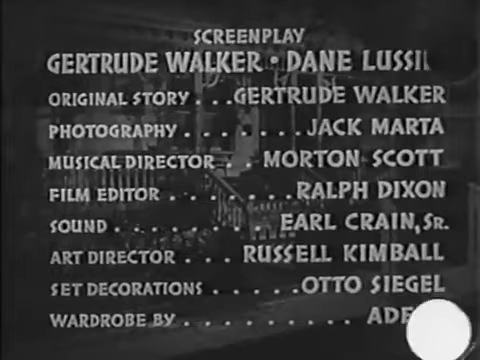 SCREENPLAY
GERTRUDE WALKER • DANE LUSSI
ORIGINAL STORY . . . GERTRUDE WALKER
PHOTOGRAPHY . . . . . . . JACK MARTA
MUSICAL DIRECTOR . . MORTON SCOTT
FILM EDITOR . . . . . . . RALPH DIXON
SOUND . . . . . . . . EARL CRAIN, SR.
ART DIRECTOR . . . RUSSELL KIMBALL
SET DECORATIONS . . . . . OTTO SIEGEL
WARDROBE BY . . . . . . . . . ADE